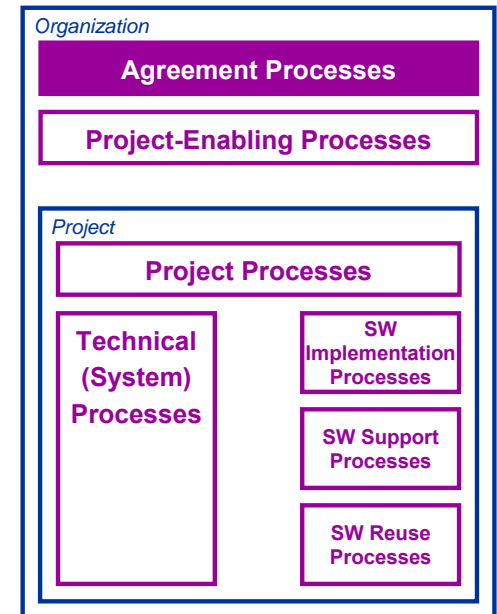 Organization
Agreement Processes
Project-Enabling Processes
Project
Project Processes
Technical
(System)
Processes
SW
Implementation
Processes
SW Support
Processes
SW Reuse
Processes